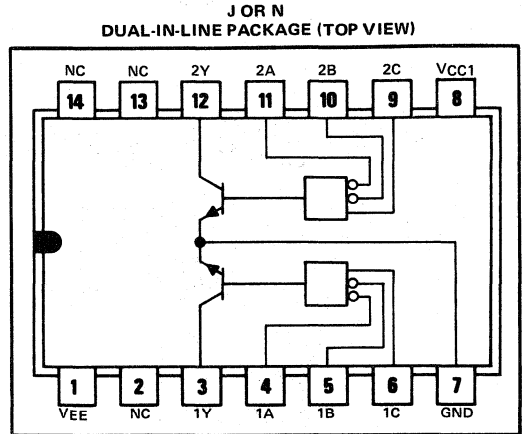 J OR N
DUAL-IN-LINE PACKAGE (TOP VIEW)
NC NC 2Y 2A 2B 2C VCC1
14 13 12 11 10 9 8
1 2 3 4 5 6 7
VEE NC 1Y 1A 1B 1C GND